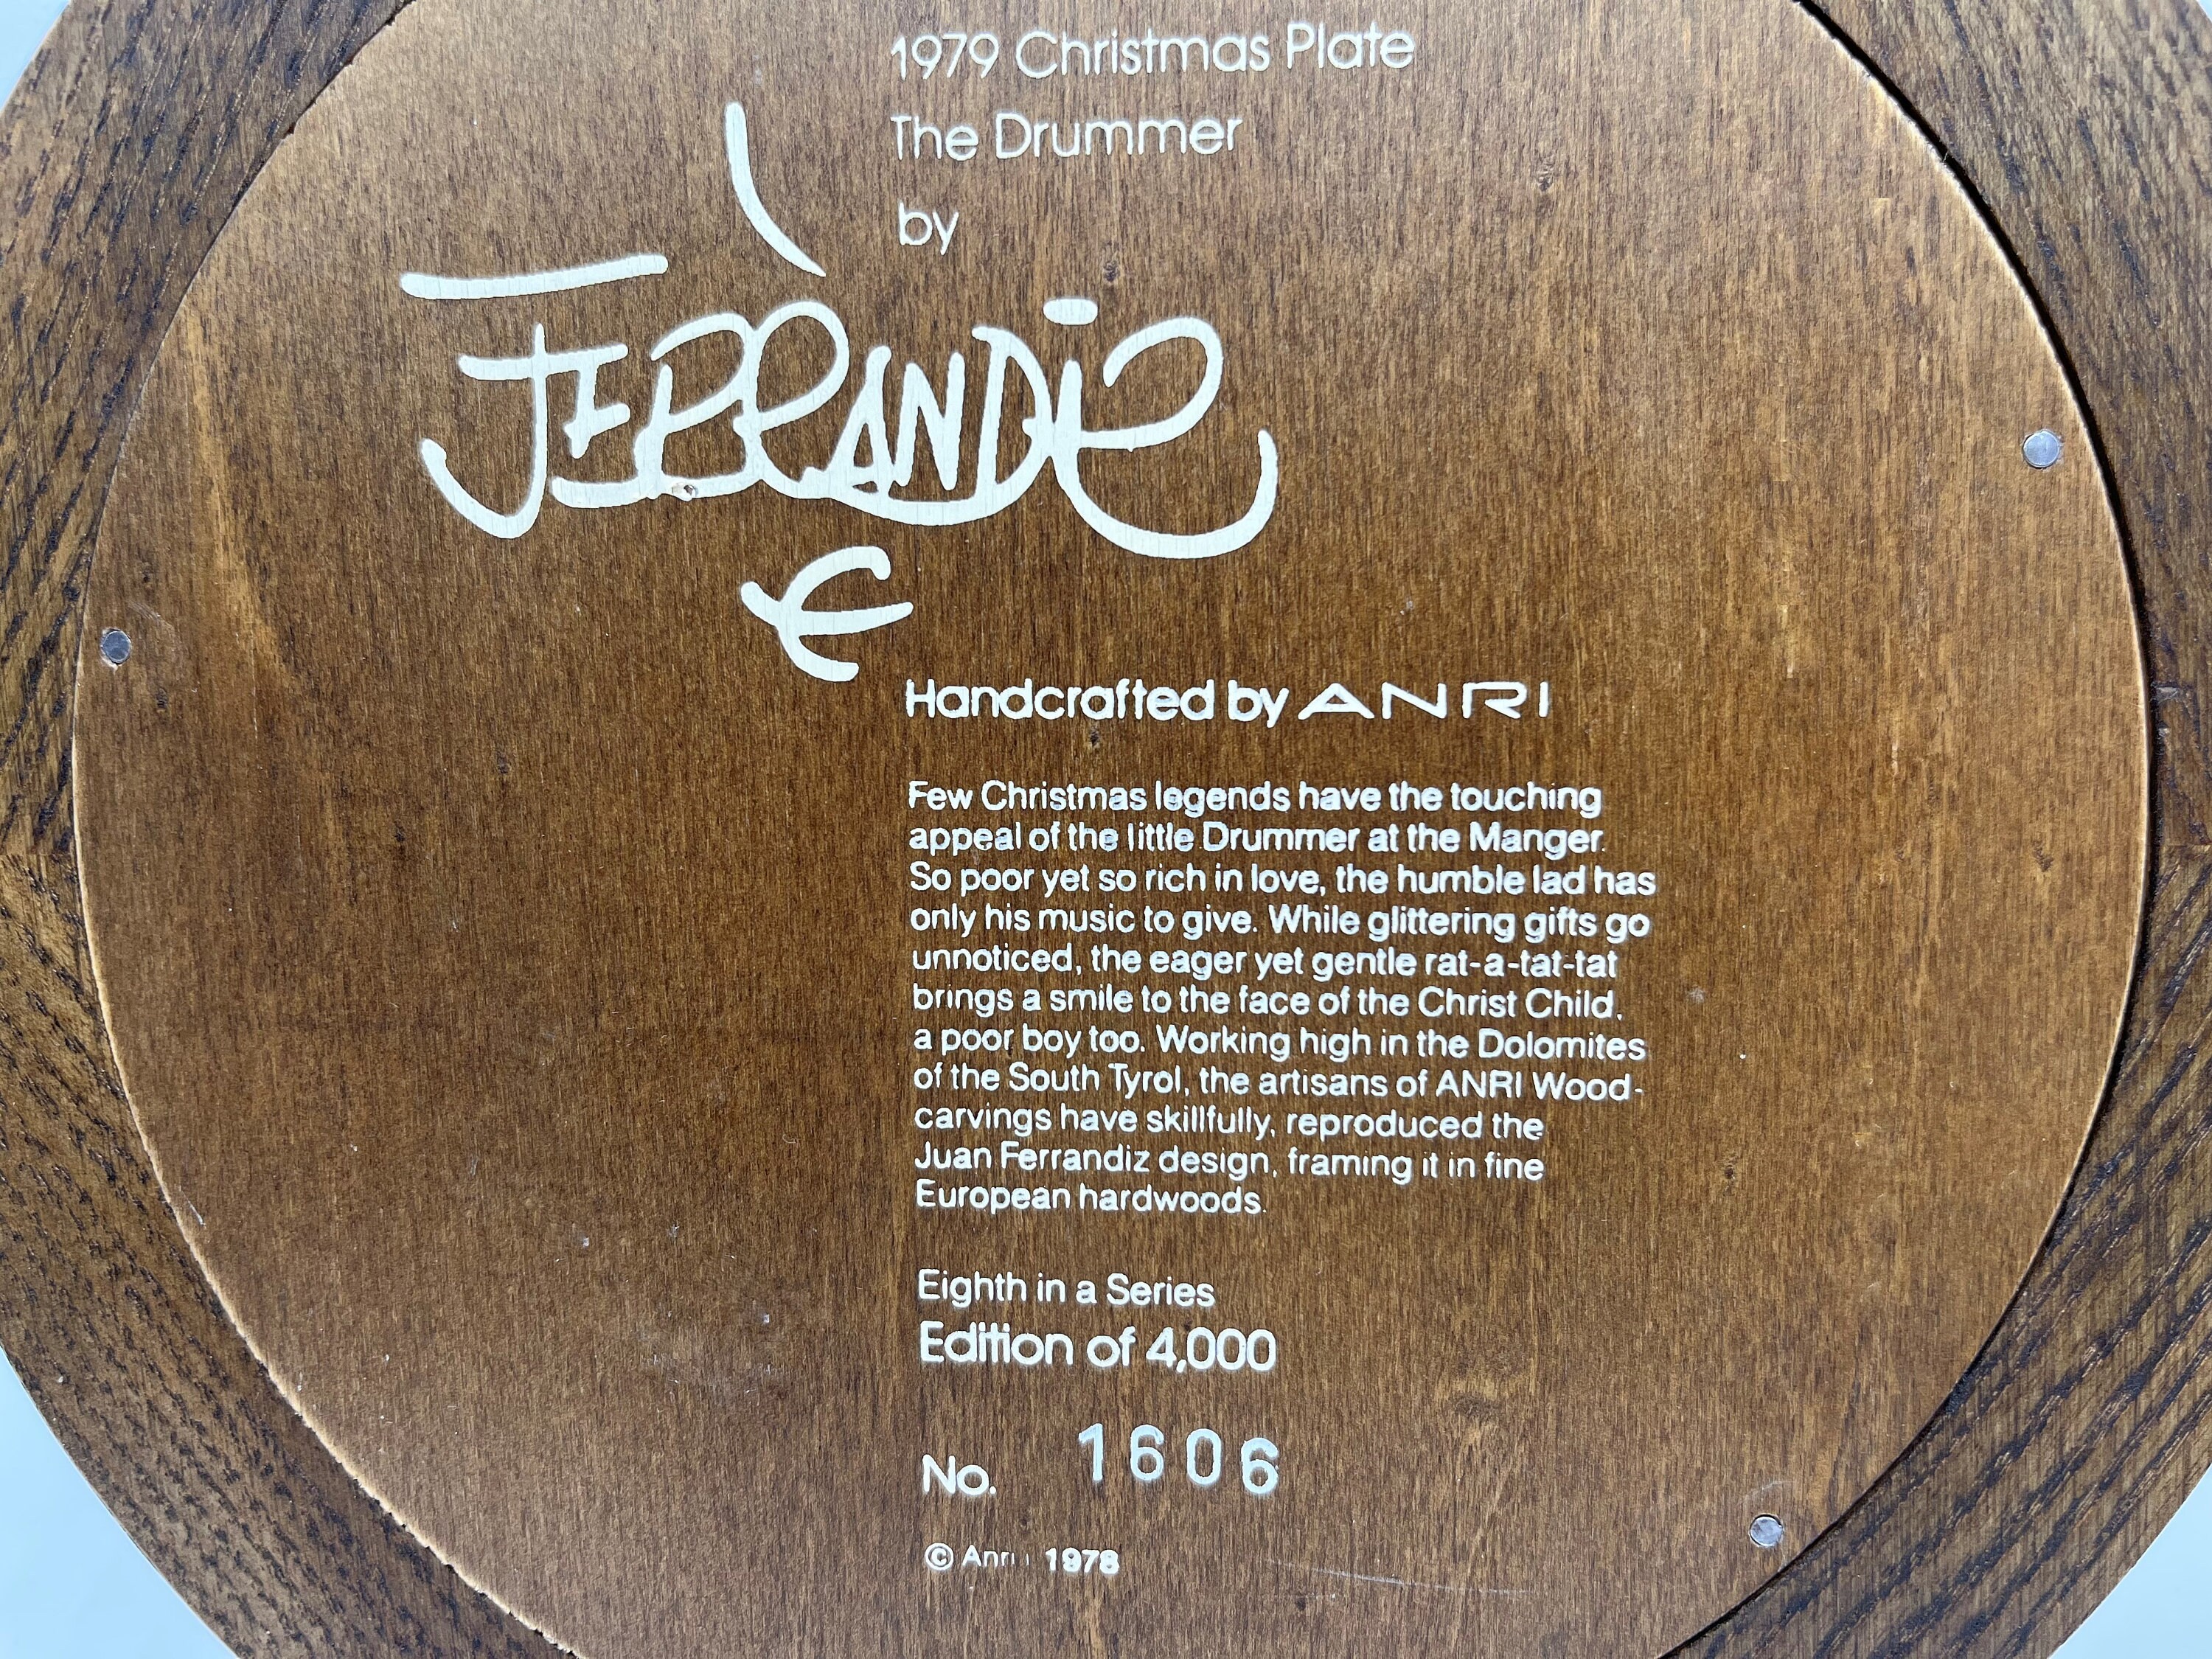 1979 Christmas Plate
The Drummer
by
FERRANDIZ
Handcrafted by ANRI
Few Christmas legends have the touching
appeal of the little Drummer at the Manger.
So poor yet so rich in love, the humble lad has
only his music to give. While glittering gifts go
unnoticed, the eager yet gentle rat-a-tat-tat
brings a smile to the face of the Christ Child,
a poor boy too. Working high in the Dolomites
of the South Tyrol, the artisans of ANRI Wood-
carvings have skillfully, reproduced the
Juan Ferrandiz design, framing it in fine
European hardwoods.
Eighth in a Series
Edition of 4,000
No. 1606
© Anri 1978